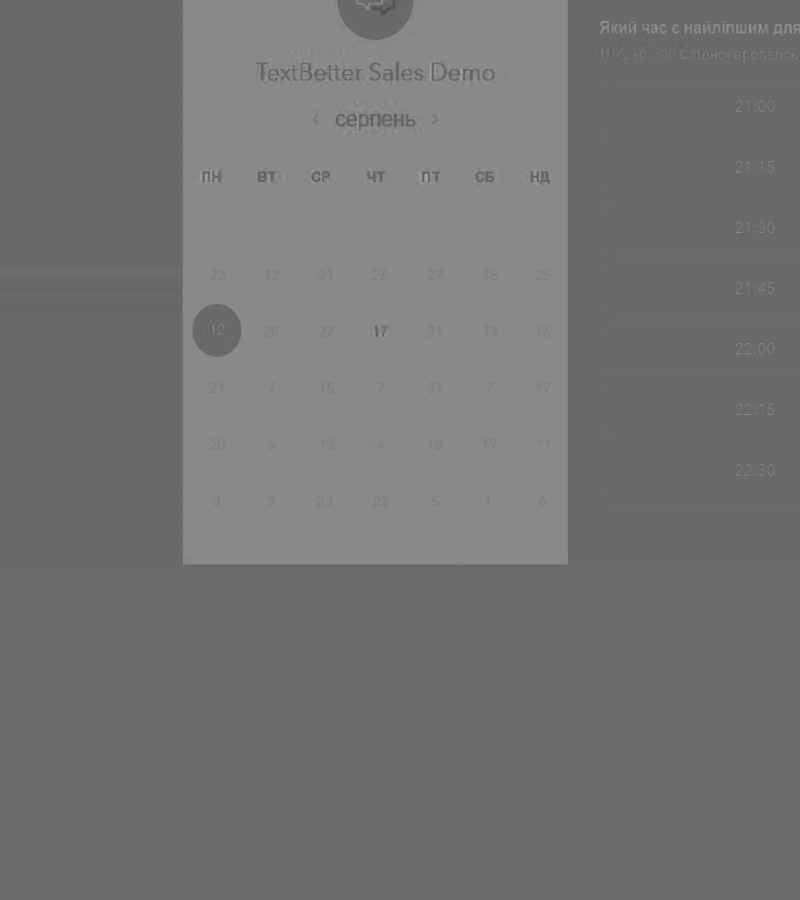 TextBetter Sales Demo
‹ серпень ›
ПН ВТ СР ЧТ ПТ СБ НД
22 12 21 26 27 15 25
12 25 27 17 21 13 16
21 7 15 7 31 7 17
20 5 13 4 18 19 11
3 3 23 22 5 1 6
Який час є найліпшим для
UTC +03:00
21:00
21:15
21:30
21:45
22:00
22:15
22:30